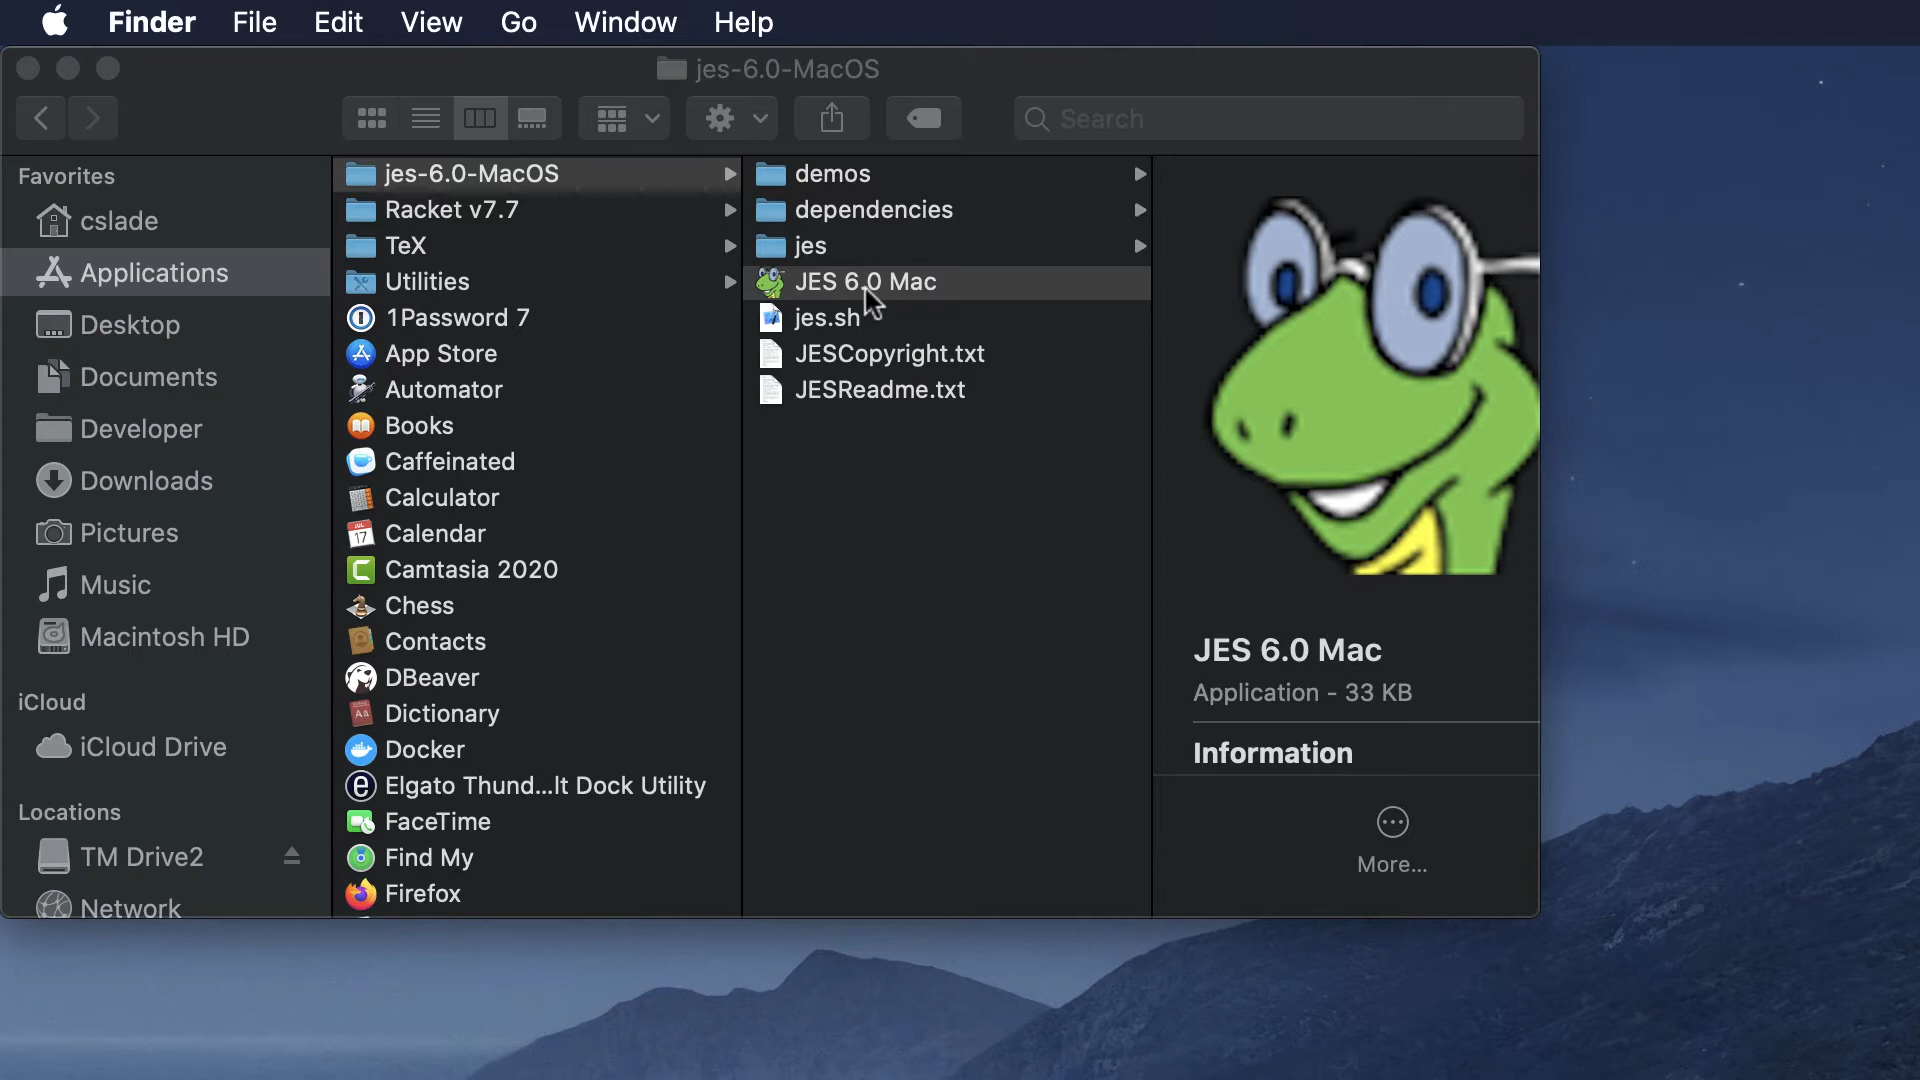 Finder File Edit View Go Window Help
jes-6.0-MacOS
Search
Favorites
cslade
Applications
Desktop
Documents
Developer
Downloads
Pictures
Music
Macintosh HD
iCloud
iCloud Drive
Locations
TM Drive2
Network
jes-6.0-MacOS
Racket v7.7
TeX
Utilities
1Password 7
App Store
Automator
Books
Caffeinated
Calculator
Calendar
Camtasia 2020
Chess
Contacts
DBeaver
Dictionary
Docker
Elgato Thund...lt Dock Utility
FaceTime
Find My
Firefox
demos
dependencies
jes
JES 6.0 Mac
jes.sh
JESCopyright.txt
JESReadme.txt
JES 6.0 Mac
Application - 33 KB
Information
More...